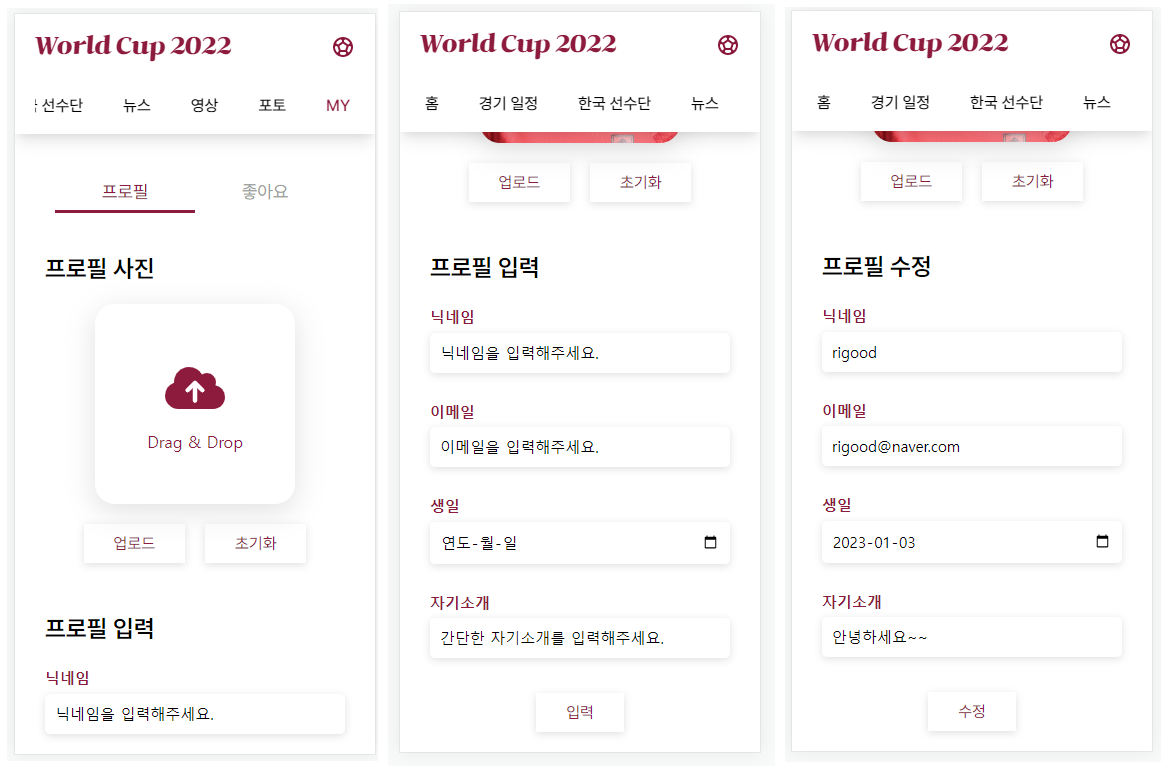 World Cup 2022
선수단 뉴스 영상 포토 MY
프로필 좋아요
프로필 사진
Drag & Drop
업로드 초기화
프로필 입력
닉네임
닉네임을 입력해주세요.
World Cup 2022
홈 경기 일정 한국 선수단 뉴스
업로드 초기화
프로필 입력
닉네임
닉네임을 입력해주세요.
이메일
이메일을 입력해주세요.
생일
연도-월-일
자기소개
간단한 자기소개를 입력해주세요.
입력
World Cup 2022
홈 경기 일정 한국 선수단 뉴스
업로드 초기화
프로필 수정
닉네임
rigood
이메일
rigood@naver.com
생일
2023-01-03
자기소개
안녕하세요~~
수정